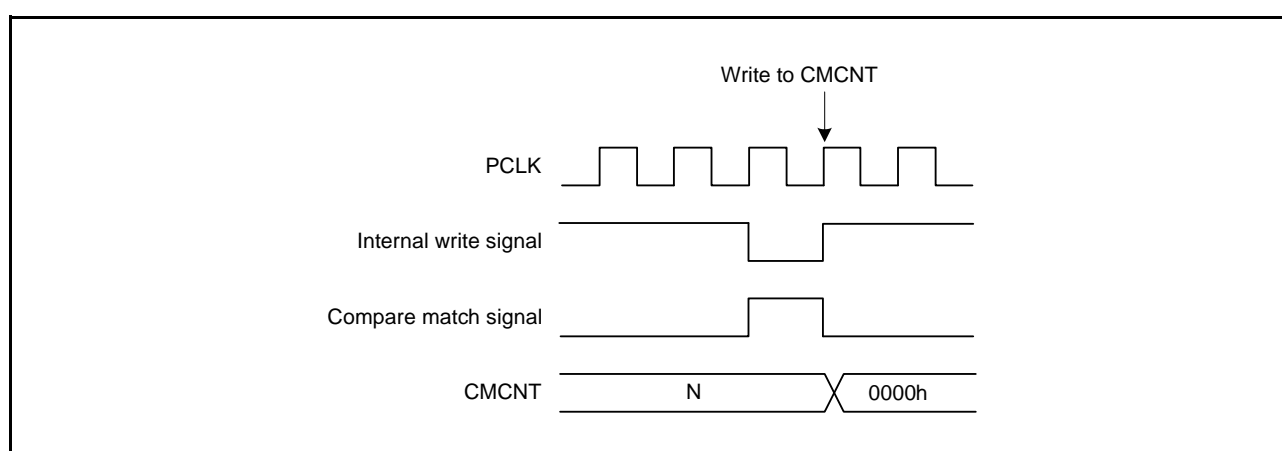 Write to CMCNT
PCLK
Internal write signal
Compare match signal
CMCNT N 0000h